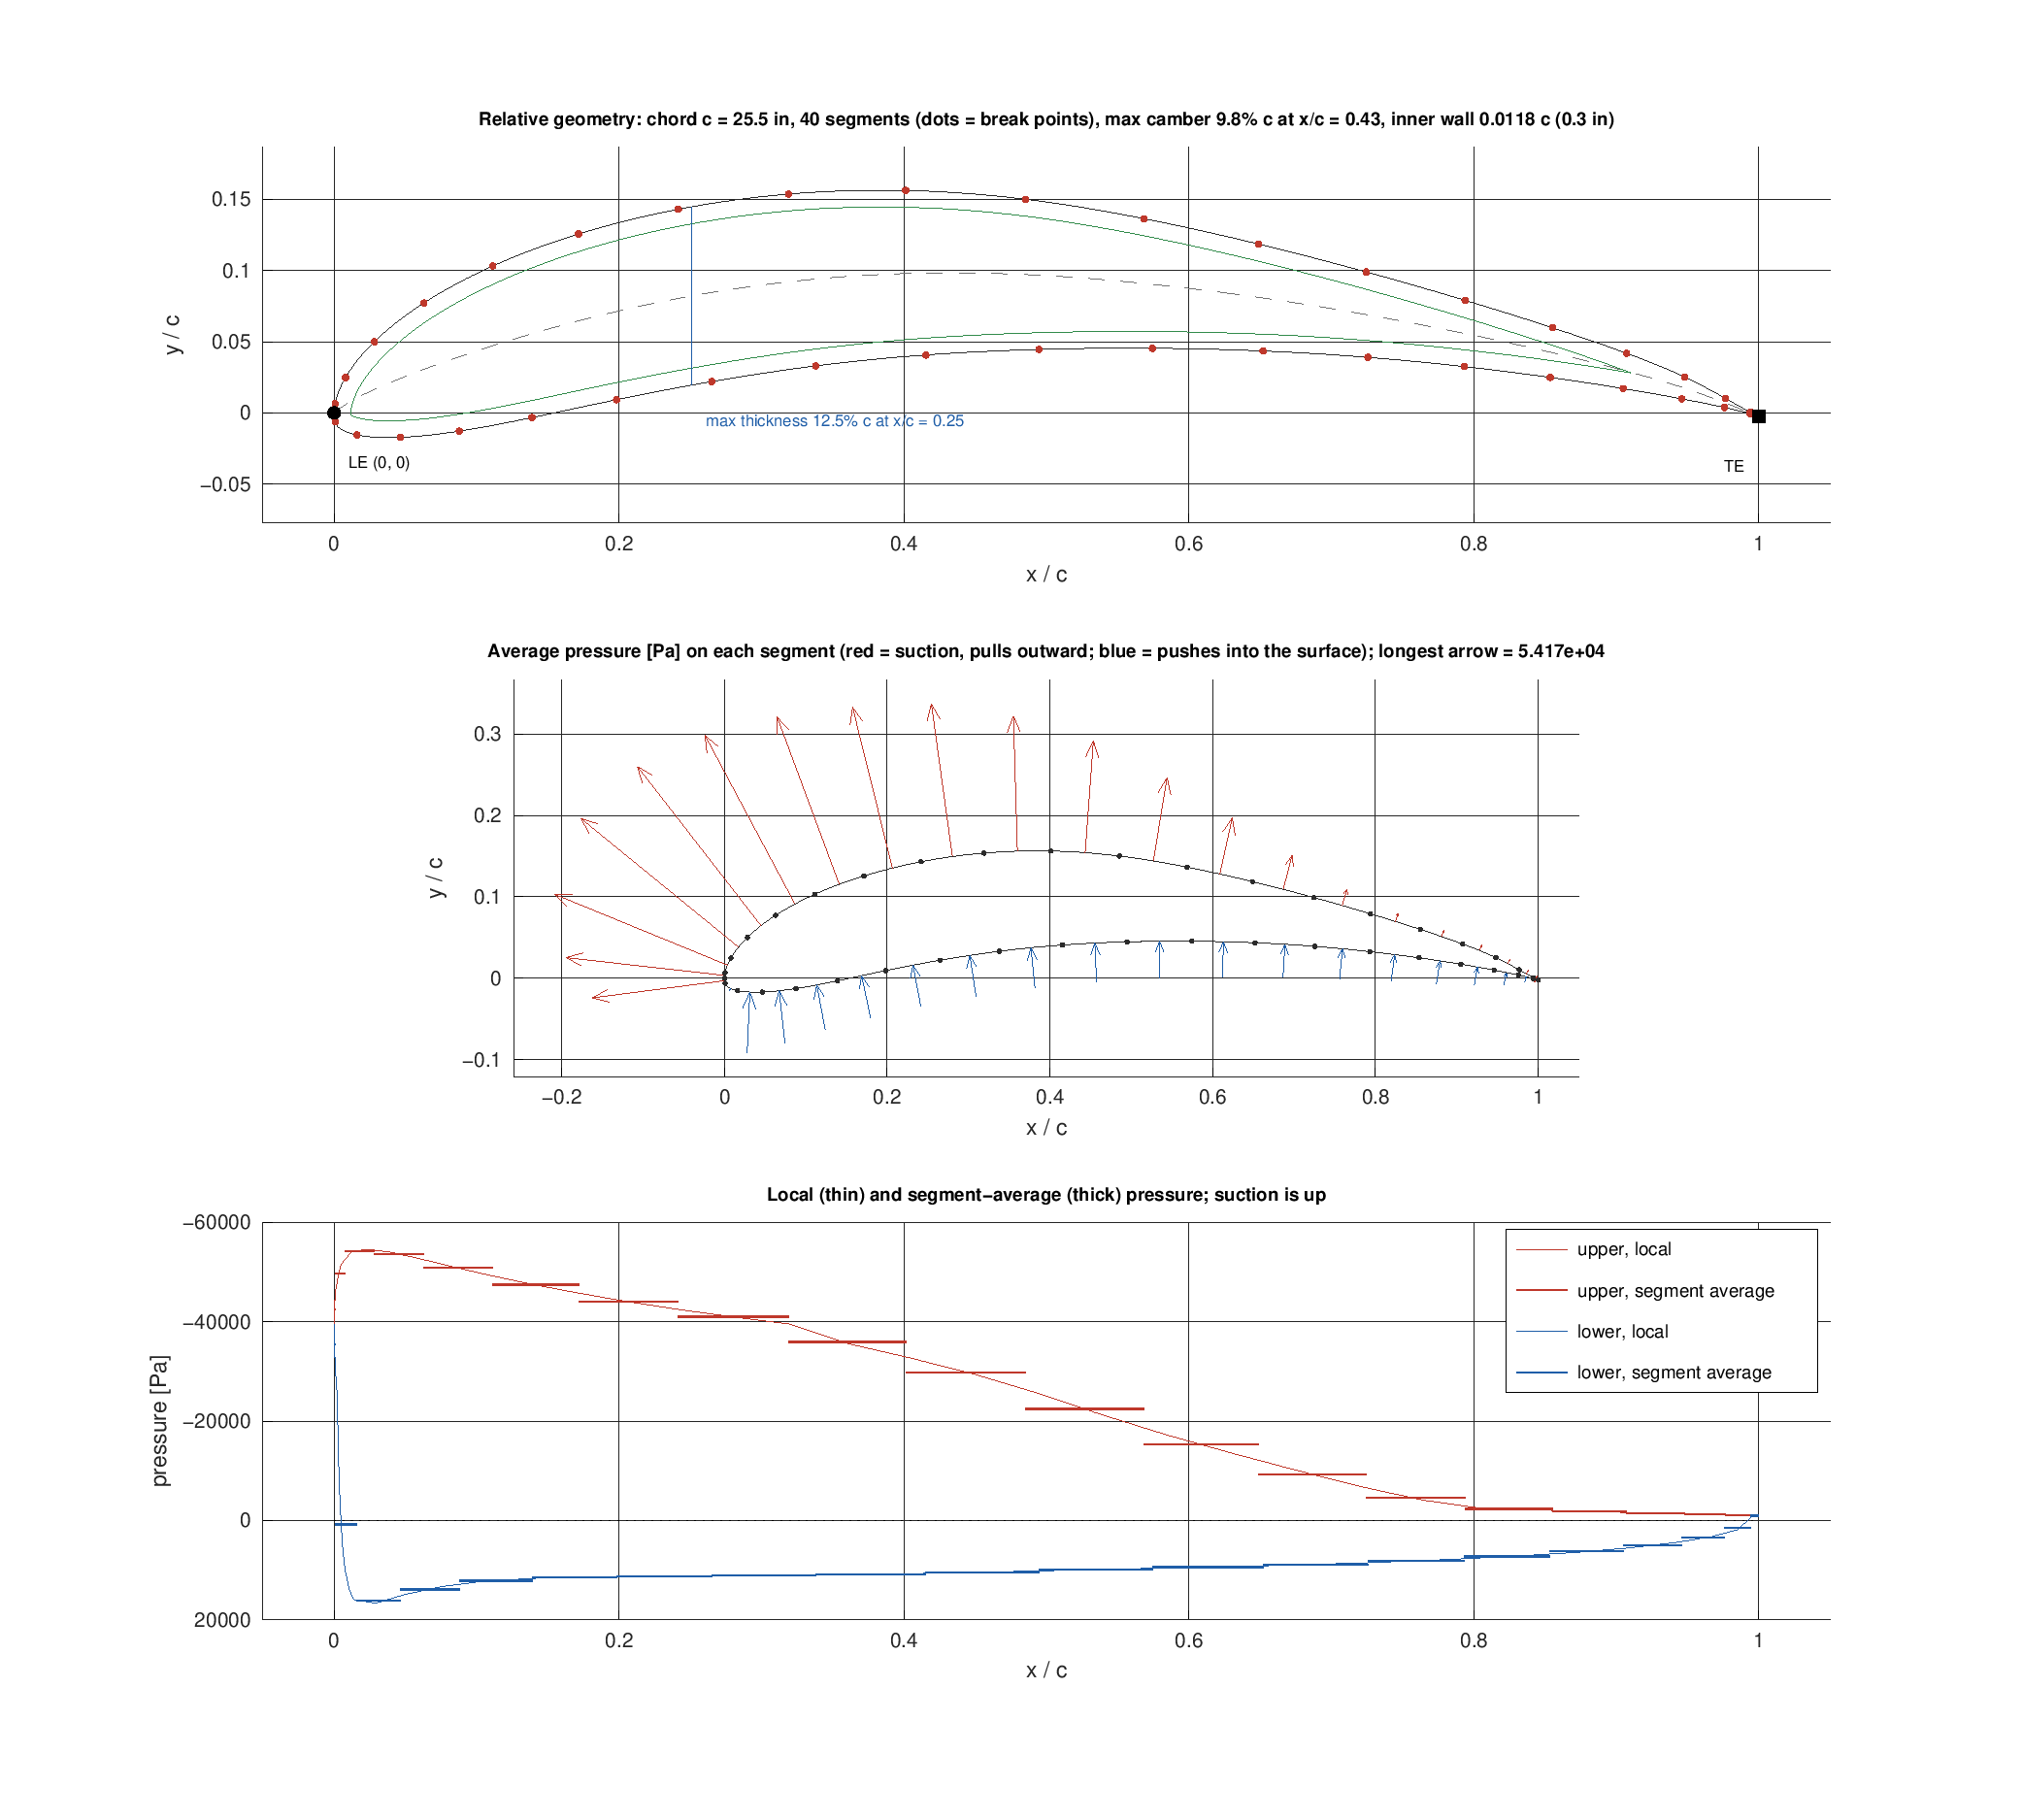 Relative geometry: chord c = 25.5 in, 40 segments (dots = break points), max camber 9.8% c at x/c = 0.43, inner wall 0.0118 c (0.3 in)
0.15
0.1
0.05
0
−0.05
y / c
max thickness 12.5% c at x/c = 0.25
LE (0, 0)
TE
0 0.2 0.4 0.6 0.8 1
x / c
Average pressure [Pa] on each segment (red = suction, pulls outward; blue = pushes into the surface); longest arrow = 5.417e+04
0.3
0.2
0.1
0
−0.1
y / c
−0.2 0 0.2 0.4 0.6 0.8 1
x / c
Local (thin) and segment−average (thick) pressure; suction is up
−60000
−40000
−20000
0
20000
pressure [Pa]
upper, local
upper, segment average
lower, local
lower, segment average
0 0.2 0.4 0.6 0.8 1
x / c